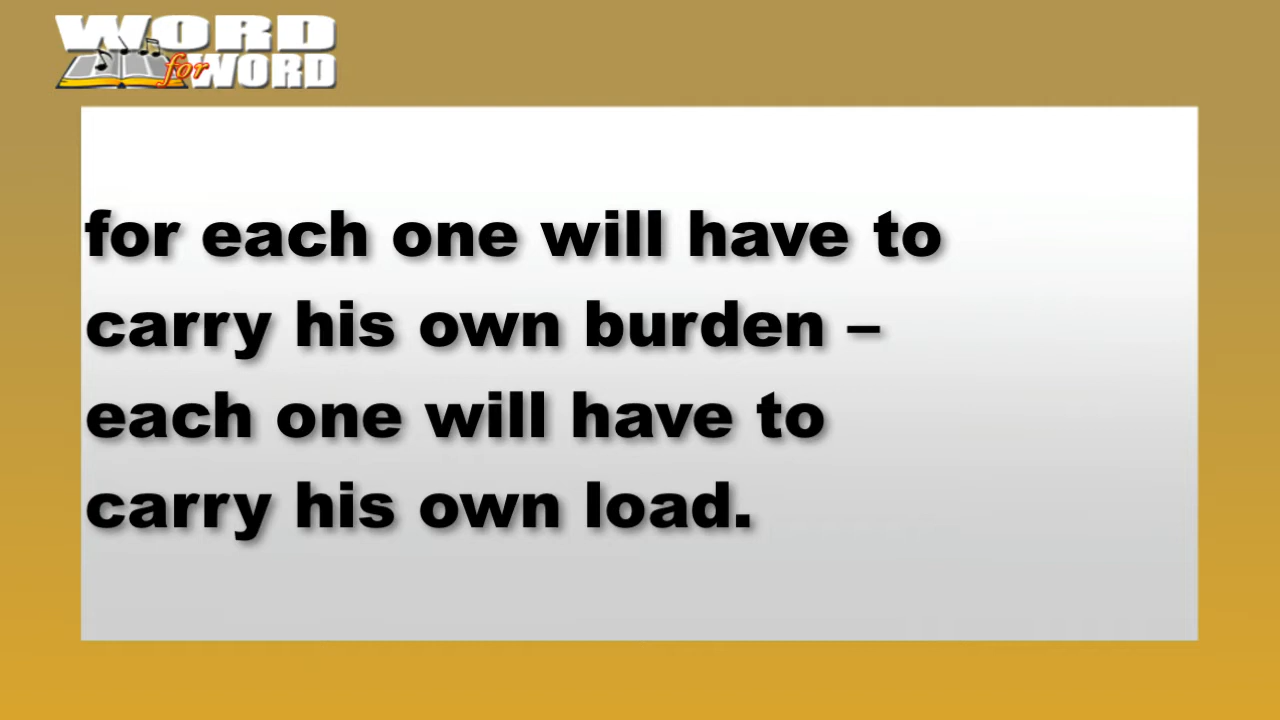 WORD
for WORD
for each one will have to
carry his own burden –
each one will have to
carry his own load.